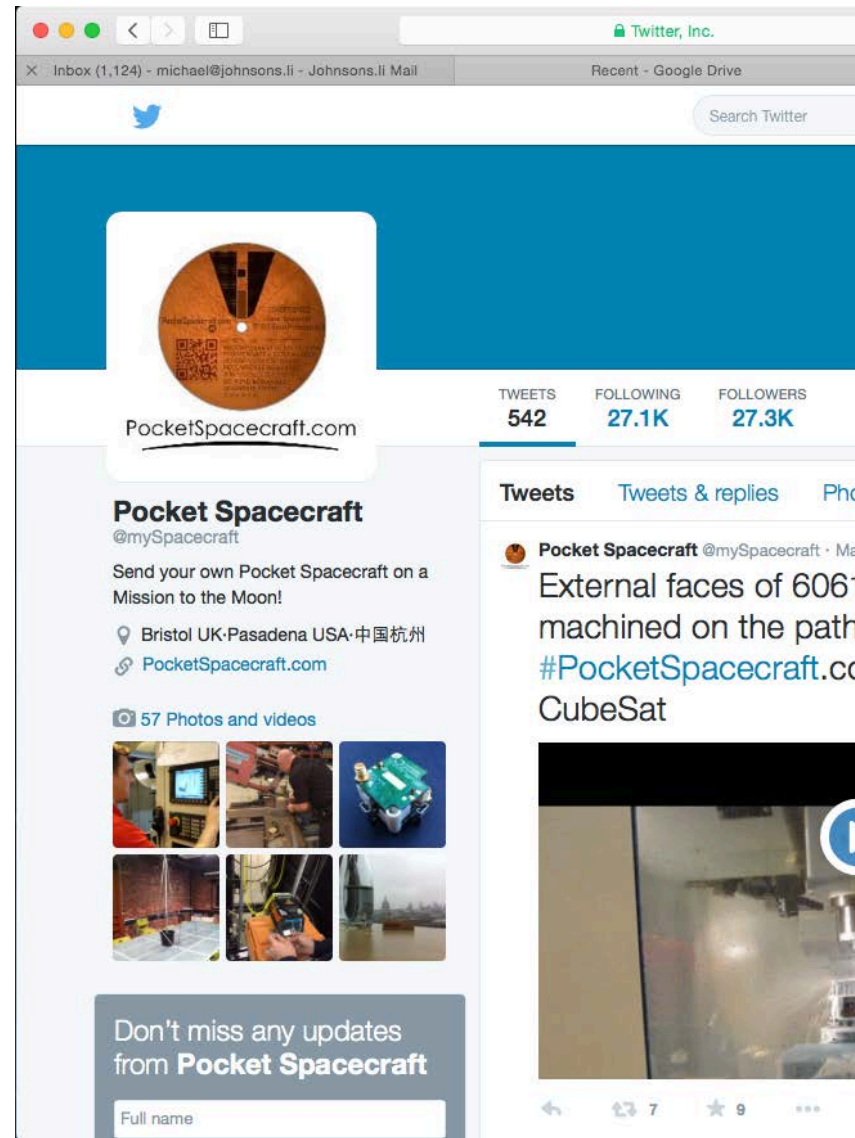 Twitter, Inc.
Inbox (1,124) - michael@johnsons.li - Johnsons.li Mail
Recent - Google Drive
Search Twitter
PocketSpacecraft.com
TWEETS
FOLLOWING
FOLLOWERS
542
27.1K
27.3K
Pocket Spacecraft
@mySpacecraft
Send your own Pocket Spacecraft on a
Mission to the Moon!
Bristol UK·Pasadena USA·中国杭州
PocketSpacecraft.com
57 Photos and videos
Don't miss any updates
from Pocket Spacecraft
Full name
Tweets Tweets & replies Pho
Pocket Spacecraft @mySpacecraft · Ma
External faces of 6061
machined on the path
#PocketSpacecraft.co
CubeSat
7
9